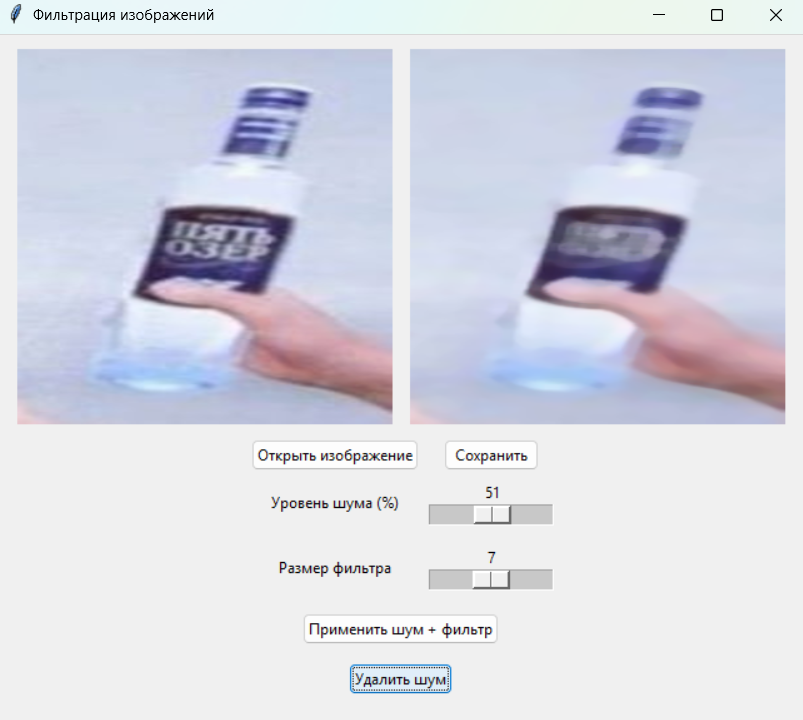 Фильтрация изображений
ПЯТЬ
ОЗЕР
Открыть изображение
Сохранить
Уровень шума (%)
51
Размер фильтра
7
Применить шум + фильтр
Удалить шум